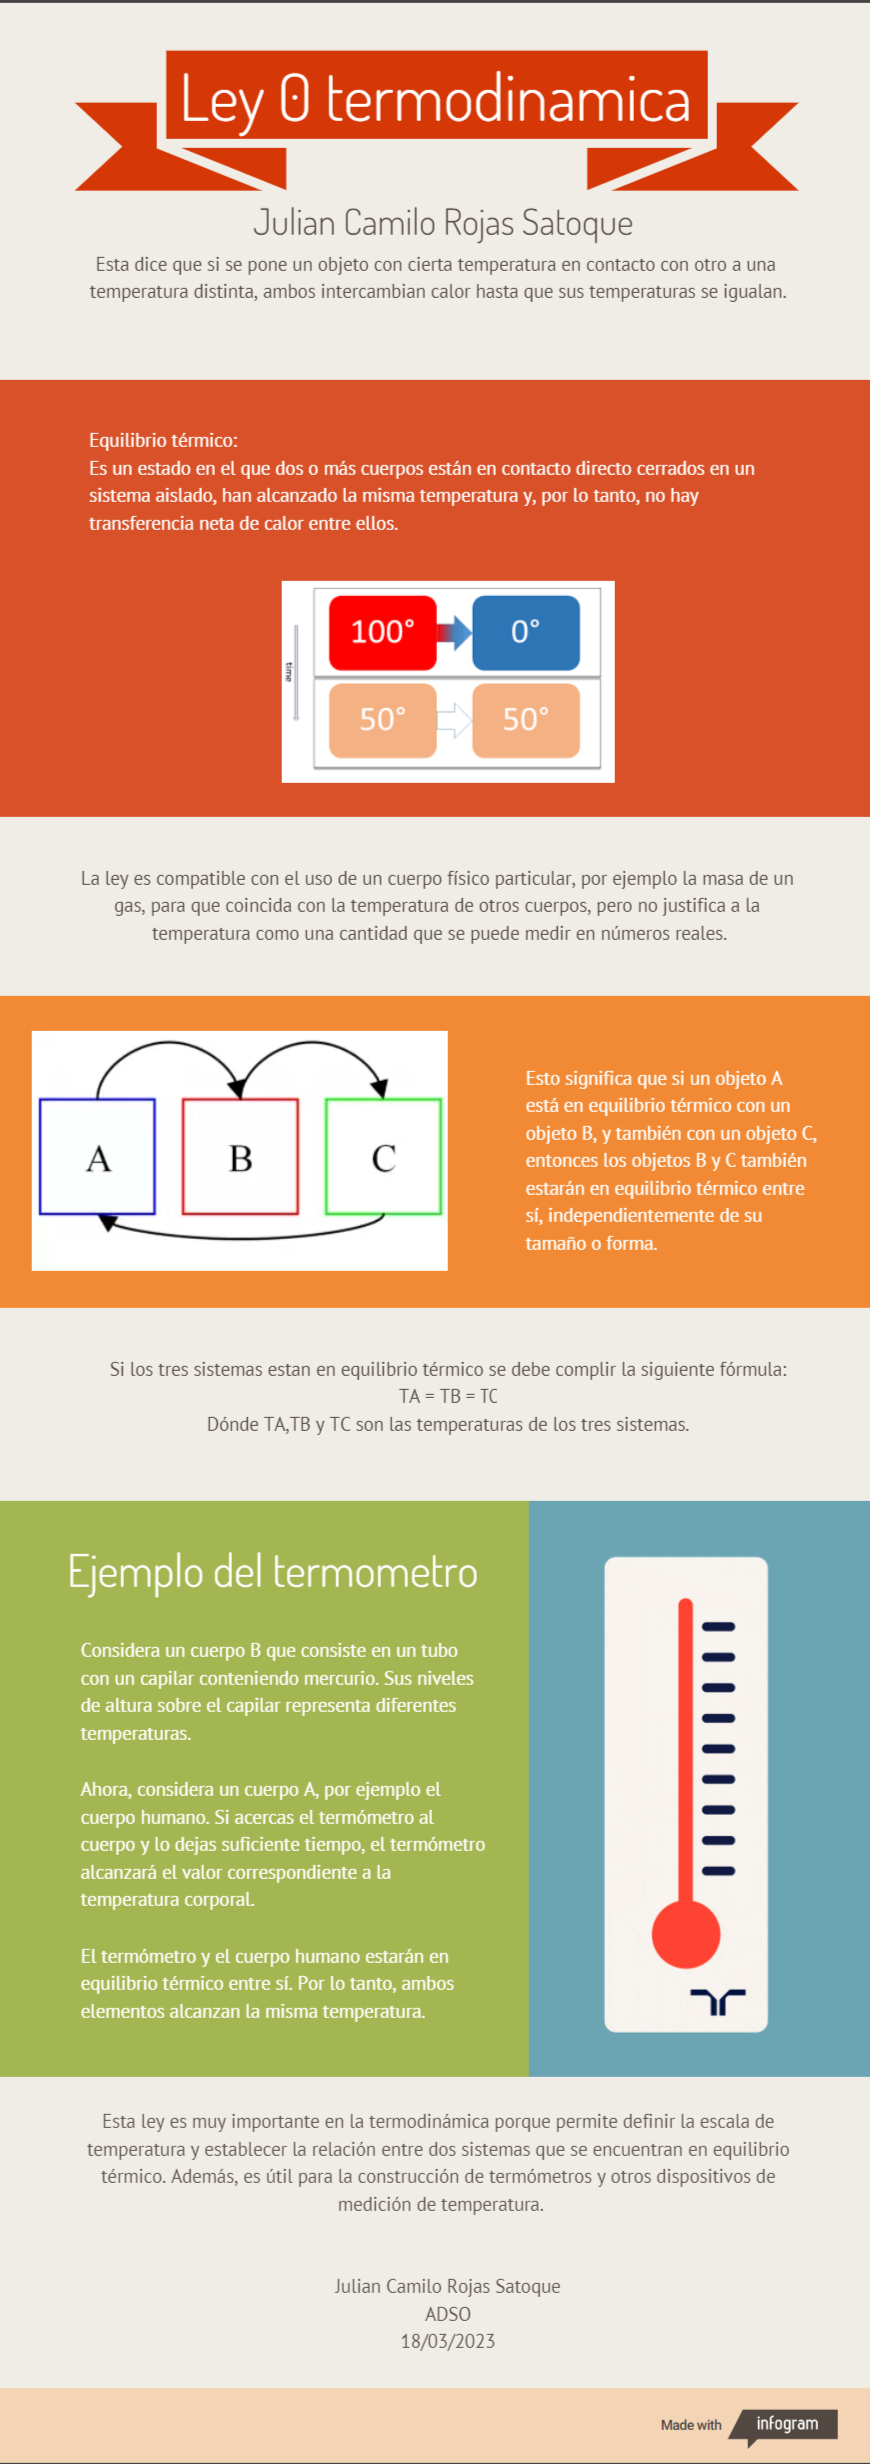 Ley 0 termodinamica
Julian Camilo Rojas Satoque
Esta dice que si se pone un objeto con cierta temperatura en contacto con otro a una
temperatura distinta, ambos intercambian calor hasta que sus temperaturas se igualan.
Equilibrio térmico:
Es un estado en el que dos o más cuerpos están en contacto directo cerrados en un
sistema aislado, han alcanzado la misma temperatura y, por lo tanto, no hay
transferencia neta de calor entre ellos.
time
100° 0°
50° 50°
La ley es compatible con el uso de un cuerpo físico particular, por ejemplo la masa de un
gas, para que coincida con la temperatura de otros cuerpos, pero no justifica a la
temperatura como una cantidad que se puede medir en números reales.
A B C
Esto significa que si un objeto A
está en equilibrio térmico con un
objeto B, y también con un objeto C,
entonces los objetos B y C también
estarán en equilibrio térmico entre
sí, independientemente de su
tamaño o forma.
Si los tres sistemas estan en equilibrio térmico se debe complir la siguiente fórmula:
TA = TB = TC
Dónde TA,TB y TC son las temperaturas de los tres sistemas.
Ejemplo del termometro
Considera un cuerpo B que consiste en un tubo
con un capilar conteniendo mercurio. Sus niveles
de altura sobre el capilar representa diferentes
temperaturas.
Ahora, considera un cuerpo A, por ejemplo el
cuerpo humano. Si acercas el termómetro al
cuerpo y lo dejas suficiente tiempo, el termómetro
alcanzará el valor correspondiente a la
temperatura corporal.
El termómetro y el cuerpo humano estarán en
equilibrio térmico entre sí. Por lo tanto, ambos
elementos alcanzan la misma temperatura.
Esta ley es muy importante en la termodinámica porque permite definir la escala de
temperatura y establecer la relación entre dos sistemas que se encuentran en equilibrio
térmico. Además, es útil para la construcción de termómetros y otros dispositivos de
medición de temperatura.
Julian Camilo Rojas Satoque
ADSO
18/03/2023
Made with infogram